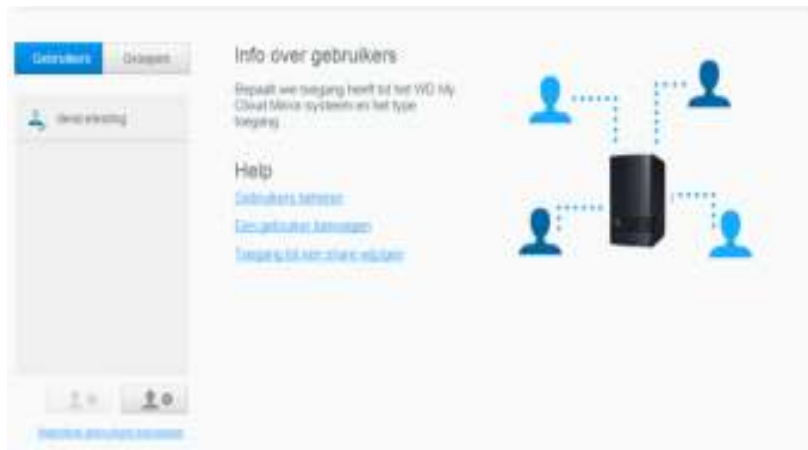 Gebruikers
Groepen
Info over gebruikers
Bepaalt wie toegang heeft tot het WD My
Cloud Mirror systeem en het type
toegang
Help
Gebruikers beheren
Een gebruiker toevoegen
Toegang tot een share wijzigen